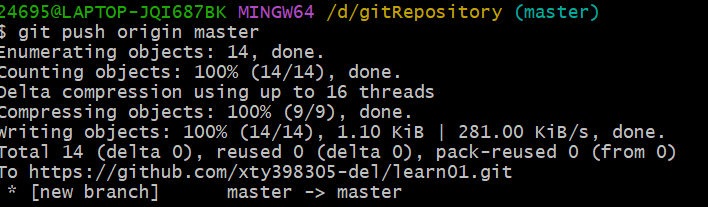 24695@LAPTOP-JQI687BK MINGW64 /d/gitRepository (master)
$ git push origin master
Enumerating objects: 14, done.
Counting objects: 100% (14/14), done.
Delta compression using up to 16 threads
Compressing objects: 100% (9/9), done.
Writing objects: 100% (14/14), 1.10 KiB | 281.00 KiB/s, done.
Total 14 (delta 0), reused 0 (delta 0), pack-reused 0 (from 0)
To https://github.com/xty398305-del/learn01.git
 * [new branch]      master -> master